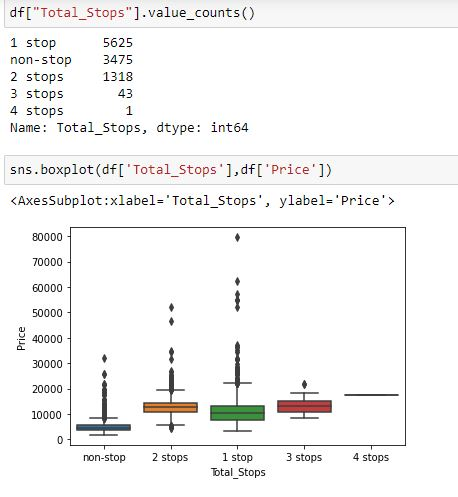 df["Total_Stops"].value_counts()
1 stop 5625
non-stop 3475
2 stops 1318
3 stops 43
4 stops 1
Name: Total_Stops, dtype: int64
sns.boxplot(df['Total_Stops'],df['Price'])
<AxesSubplot:xlabel='Total_Stops', ylabel='Price'>
80000
70000
60000
50000
40000
30000
20000
10000
0
Price
non-stop 2 stops 1 stop 3 stops 4 stops
Total_Stops